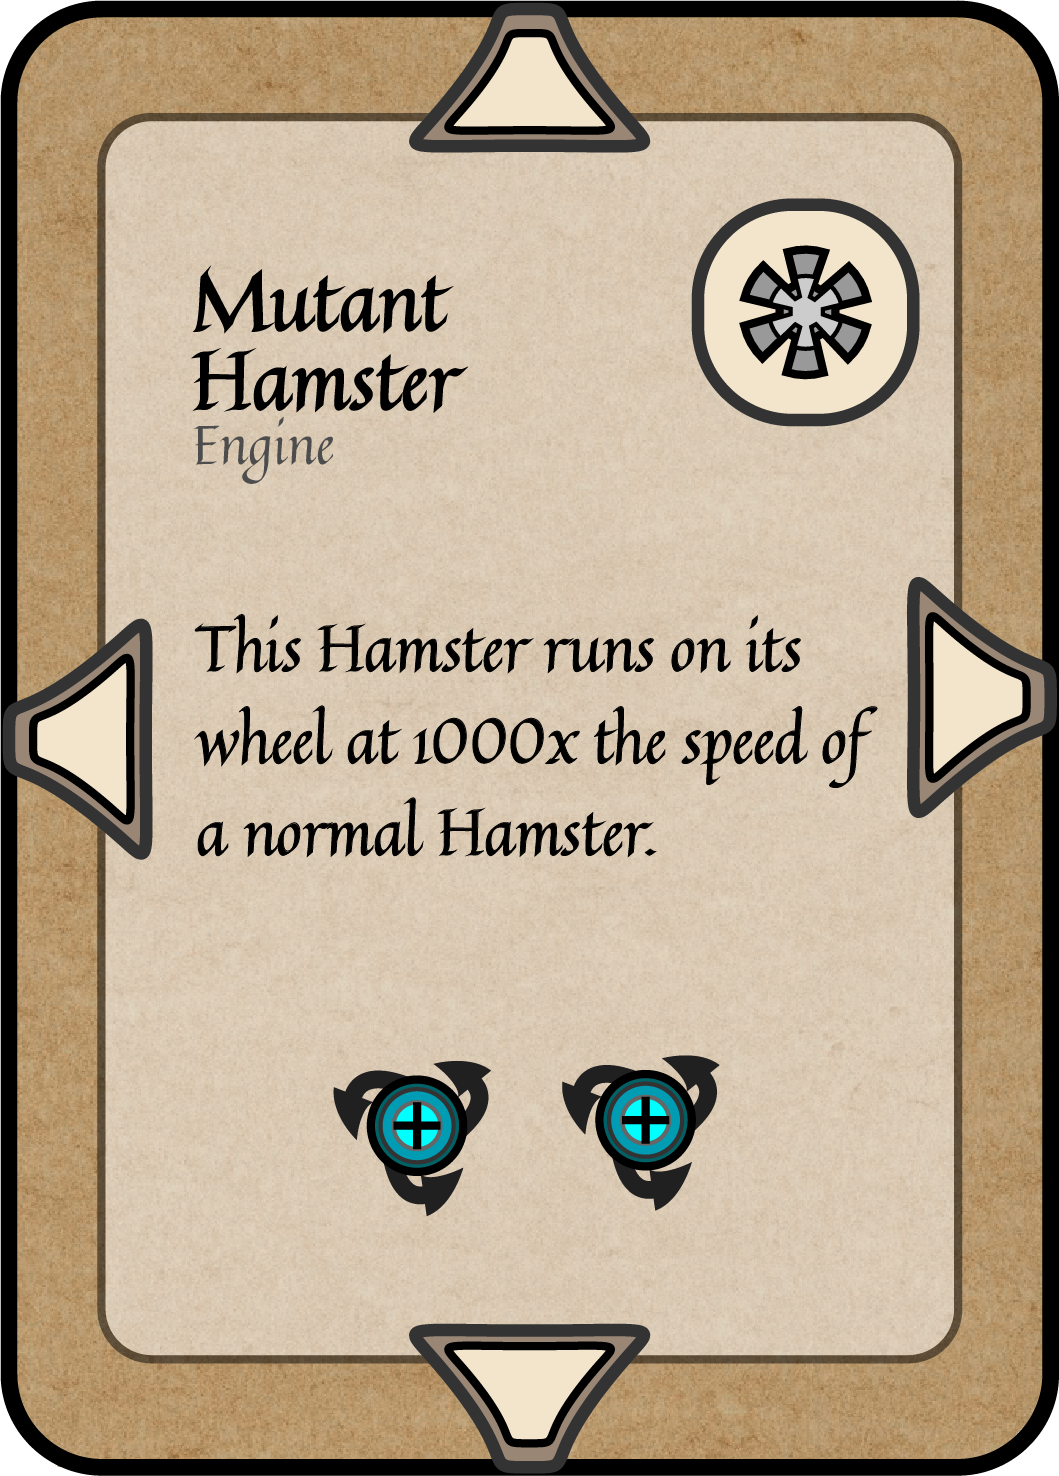 Mutant
Hamster
Engine
This Hamster runs on its
wheel at 1000x the speed of
a normal Hamster.